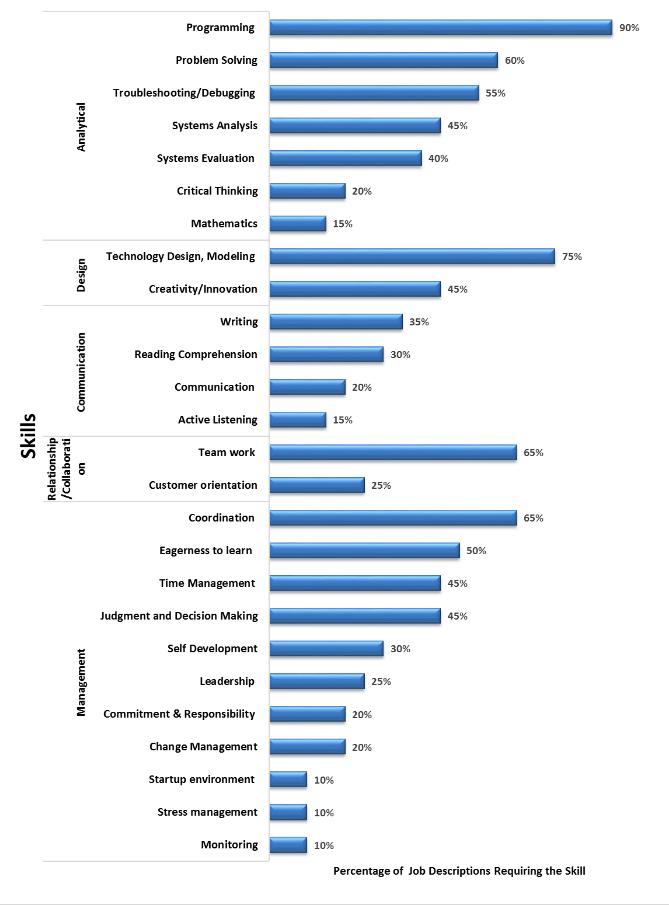 Skills
Analytical
Programming 90%
Problem Solving 60%
Troubleshooting/Debugging 55%
Systems Analysis 45%
Systems Evaluation 40%
Critical Thinking 20%
Mathematics 15%
Design
Technology Design, Modeling 75%
Creativity/Innovation 45%
Communication
Writing 35%
Reading Comprehension 30%
Communication 20%
Active Listening 15%
Relationship
/Collaborati
on
Team work 65%
Customer orientation 25%
Management
Coordination 65%
Eagerness to learn 50%
Time Management 45%
Judgment and Decision Making 45%
Self Development 30%
Leadership 25%
Commitment & Responsibility 20%
Change Management 20%
Startup environment 10%
Stress management 10%
Monitoring 10%
Percentage of Job Descriptions Requiring the Skill